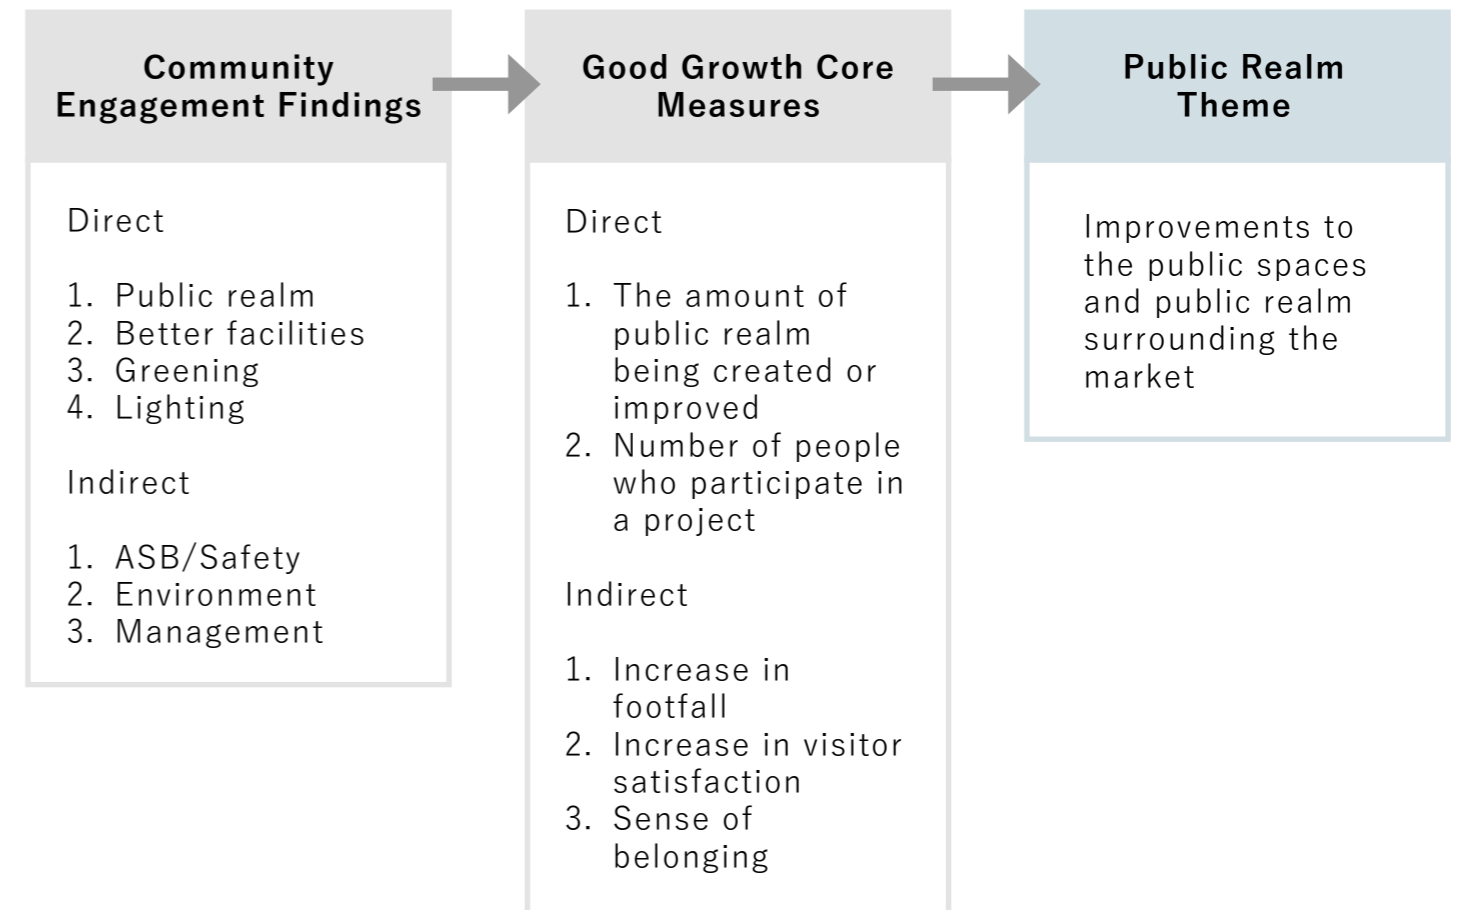 Community
Engagement Findings
Direct
1. Public realm
2. Better facilities
3. Greening
4. Lighting
Indirect
1. ASB/Safety
2. Environment
3. Management
Good Growth Core
Measures
Direct
1. The amount of
public realm
being created or
improved
2. Number of people
who participate in
a project
Indirect
1. Increase in
footfall
2. Increase in visitor
satisfaction
3. Sense of
belonging
Public Realm
Theme
Improvements to
the public spaces
and public realm
surrounding the
market